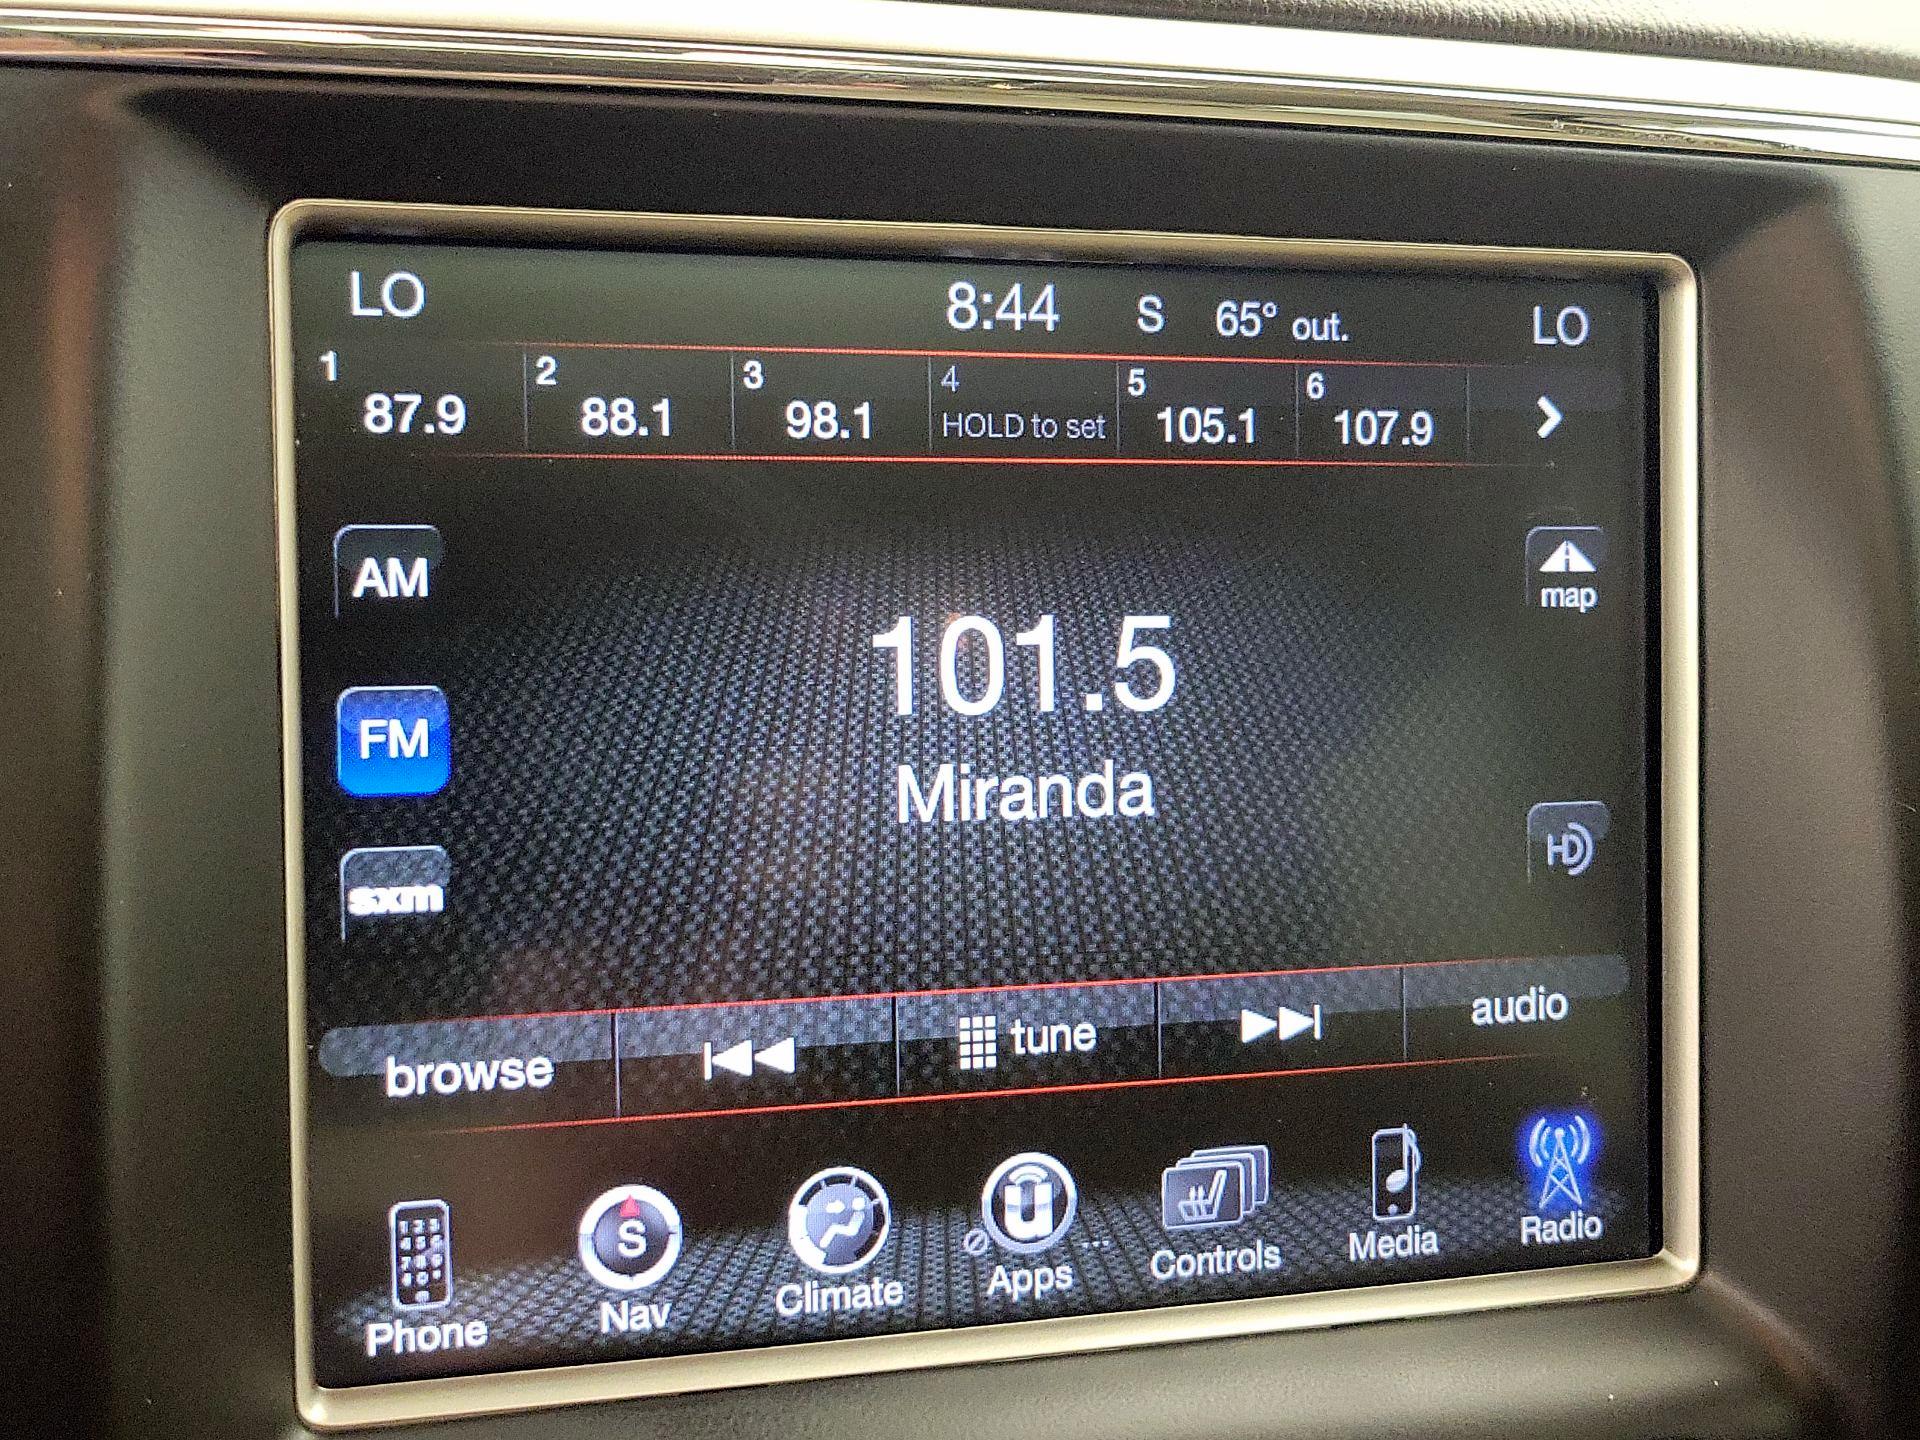 LO 8:44 S 65° out. LO
1 2 3 4 5 6
87.9 88.1 98.1 HOLD to set 105.1 107.9
AM
map
101.5
FM
Miranda
HD
sxm
browse tune audio
S
Phone Nav Climate Apps Controls Media Radio